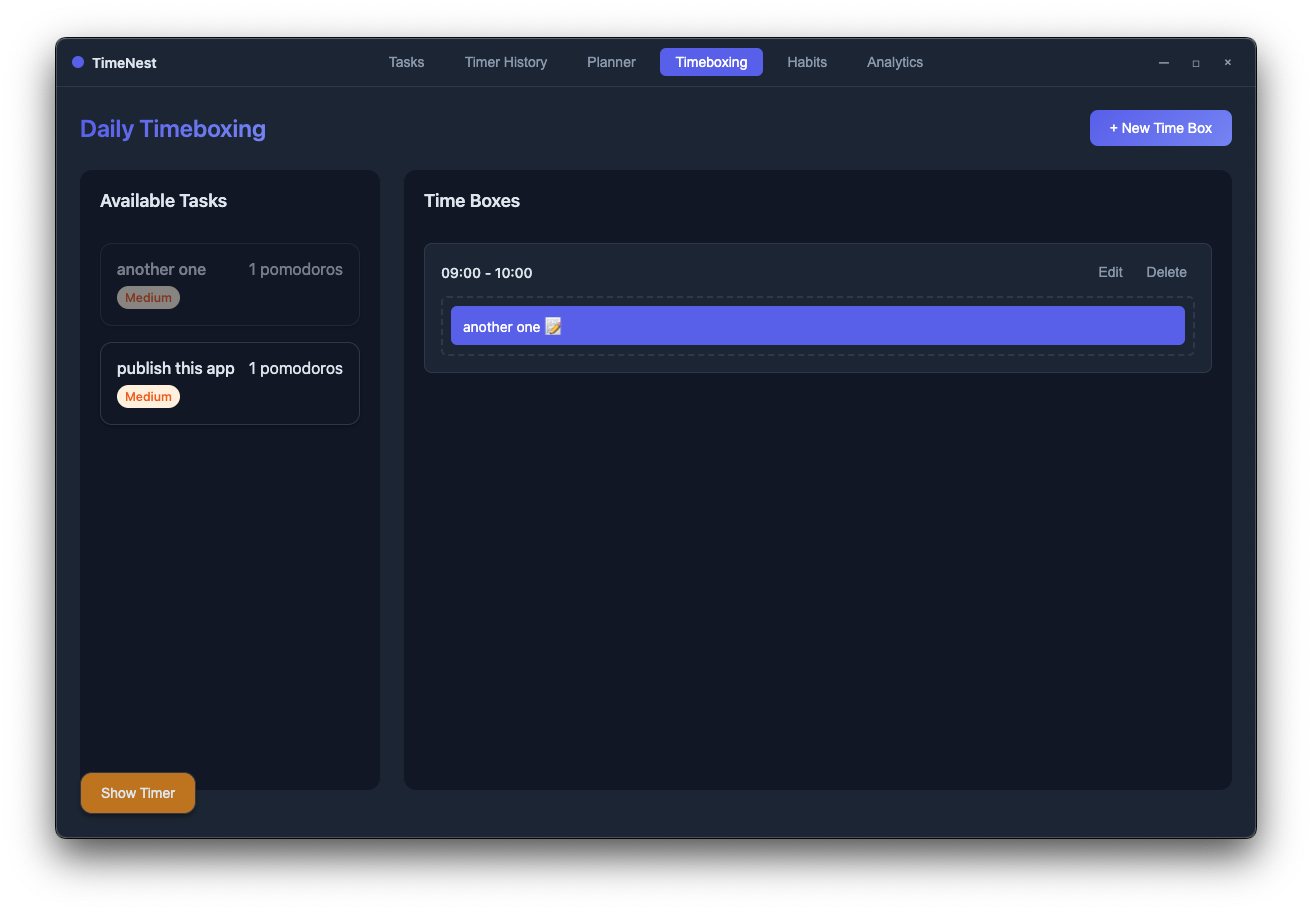 TimeNest
Tasks
Timer History
Planner
Timeboxing
Habits
Analytics
Daily Timeboxing
+ New Time Box
Available Tasks
another one
1 pomodoros
Medium
publish this app
1 pomodoros
Medium
Time Boxes
09:00 - 10:00
Edit
Delete
another one 📝
Show Timer